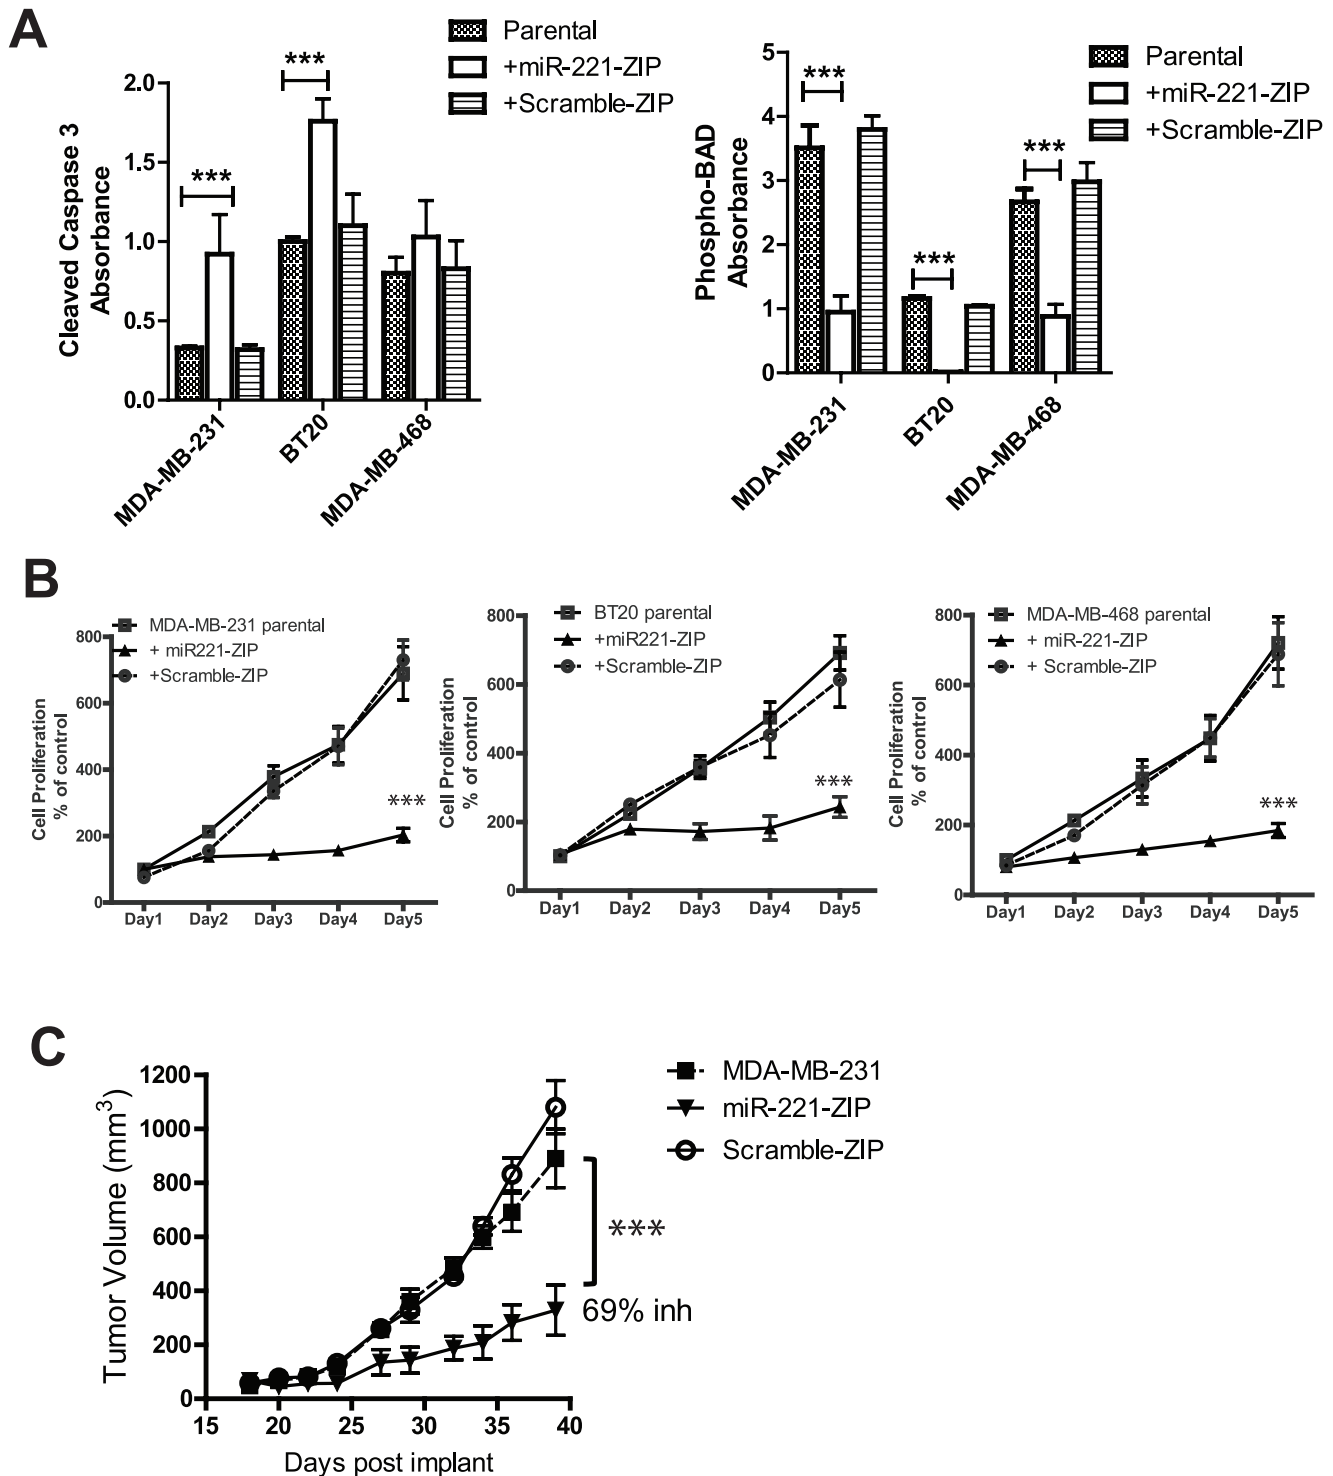 A
Parental
+miR-221-ZIP
+Scramble-ZIP
***
***
2.0
1.5
1.0
0.5
0.0
Cleaved Caspase 3
Absorbance
MDA-MB-231
BT20
MDA-MB-468
Parental
+miR-221-ZIP
+Scramble-ZIP
***
***
***
5
4
3
2
1
0
Phospho-BAD
Absorbance
MDA-MB-231
BT20
MDA-MB-468
B
MDA-MB-231 parental
+ miR221-ZIP
+Scramble-ZIP
800
600
400
200
0
Cell Proliferation
% of control
***
Day1 Day2 Day3 Day4 Day5
BT20 parental
+miR221-ZIP
+Scramble-ZIP
800
600
400
200
0
Cell Proliferation
% of control
***
Day1 Day2 Day3 Day4 Day5
MDA-MB-468 parental
+ miR-221-ZIP
+ Scramble-ZIP
800
600
400
200
0
Cell Proliferation
% of control
***
Day1 Day2 Day3 Day4 Day5
C
MDA-MB-231
miR-221-ZIP
Scramble-ZIP
1200
1000
800
600
400
200
0
Tumor Volume (mm³)
***
69% inh
15 20 25 30 35 40
Days post implant